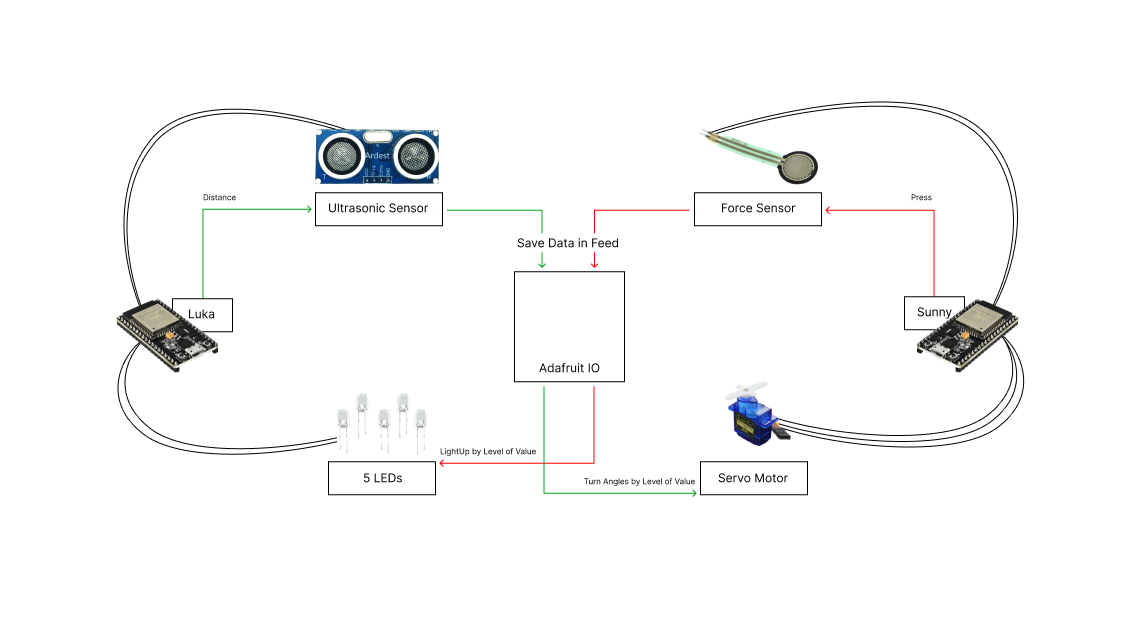 Ardest
Distance
Press
Ultrasonic Sensor
Force Sensor
Save Data in Feed
Luka
Sunny
Adafruit IO
LightUp by Level of Value
5 LEDs
Turn Angles by Level of Value
Servo Motor